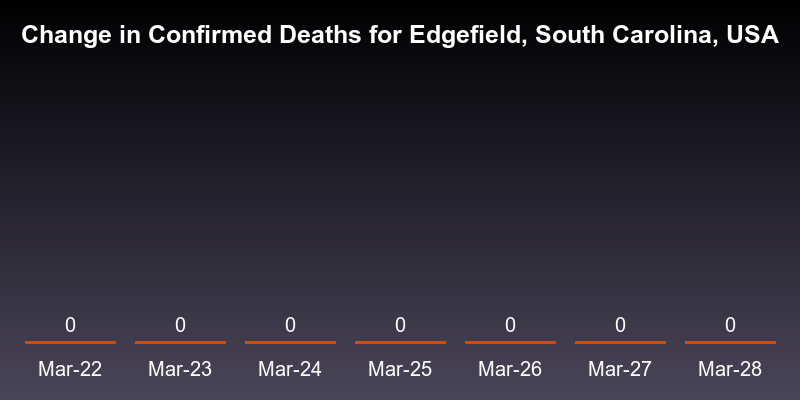 Change in Confirmed Deaths for Edgefield, South Carolina, USA
0 0 0 0 0 0 0
Mar-22 Mar-23 Mar-24 Mar-25 Mar-26 Mar-27 Mar-28